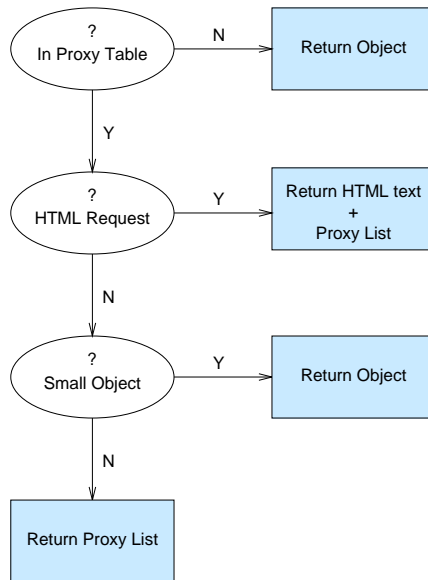 ?
In Proxy Table
N
Return Object
Y
?
HTML Request
Y
Return HTML text
+
Proxy List
N
?
Small Object
Y
Return Object
N
Return Proxy List